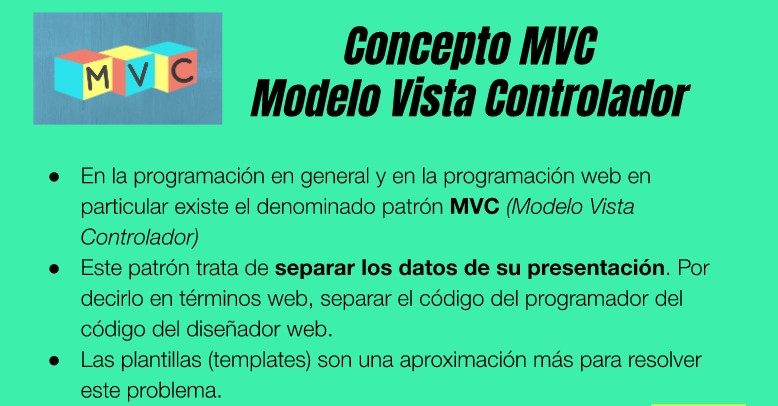 M V C
Concepto MVC
Modelo Vista Controlador
● En la programación en general y en la programación web en
particular existe el denominado patrón MVC (Modelo Vista
Controlador)
● Este patrón trata de separar los datos de su presentación. Por
decirlo en términos web, separar el código del programador del
código del diseñador web.
● Las plantillas (templates) son una aproximación más para resolver
este problema.